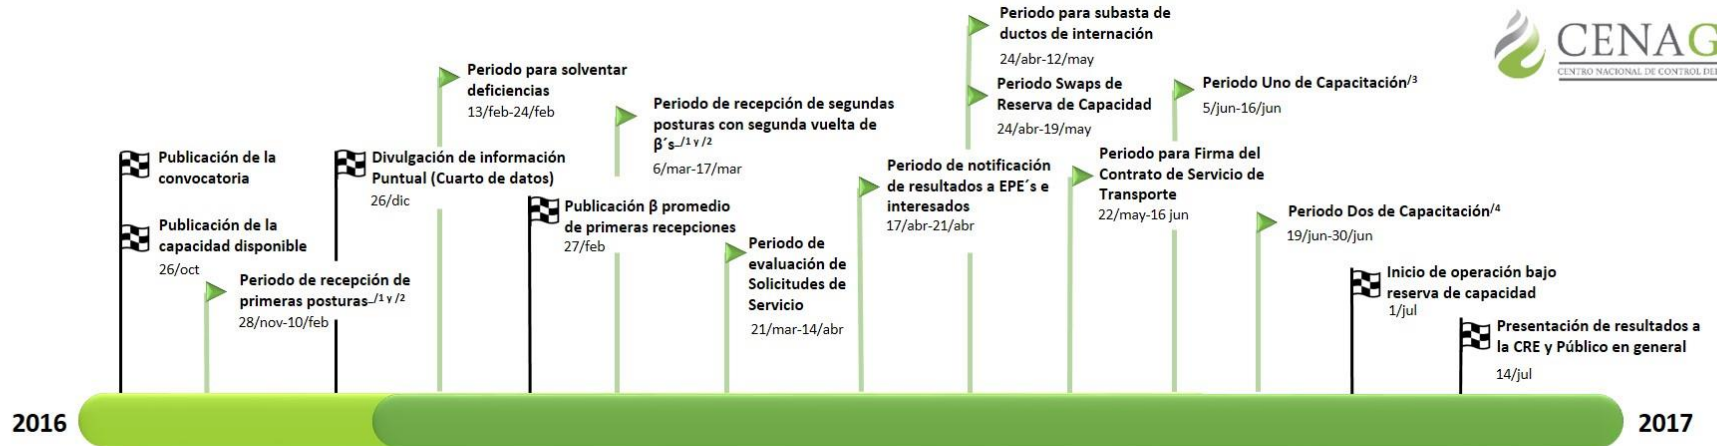 Publicación de la
convocatoria
Publicación de la
capacidad disponible
26/oct
Periodo de recepción de
primeras posturas_/1 y /2
28/nov-10/feb
Divulgación de información
Puntual (Cuarto de datos)
26/dic
Periodo para solventar
deficiencias
13/feb-24/feb
Publicación β promedio
de primeras recepciones
27/feb
Periodo de recepción de segundas
posturas con segunda vuelta de
β´s_/1 y /2
6/mar-17/mar
Periodo de
evaluación de
Solicitudes de
Servicio
21/mar-14/abr
Periodo de notificación
de resultados a EPE´s e
interesados
17/abr-21/abr
Periodo para subasta de
ductos de internación
24/abr-12/may
Periodo Swaps de
Reserva de Capacidad
24/abr-19/may
Periodo para Firma del
Contrato de Servicio de
Transporte
22/may-16 jun
Periodo Uno de Capacitación/3
5/jun-16/jun
Periodo Dos de Capacitación/4
19/jun-30/jun
Inicio de operación bajo
reserva de capacidad
1/jul
Presentación de resultados a
la CRE y Público en general
14/jul
CENAG
CENTRO NACIONAL DE CONTROL DEL
2016
2017